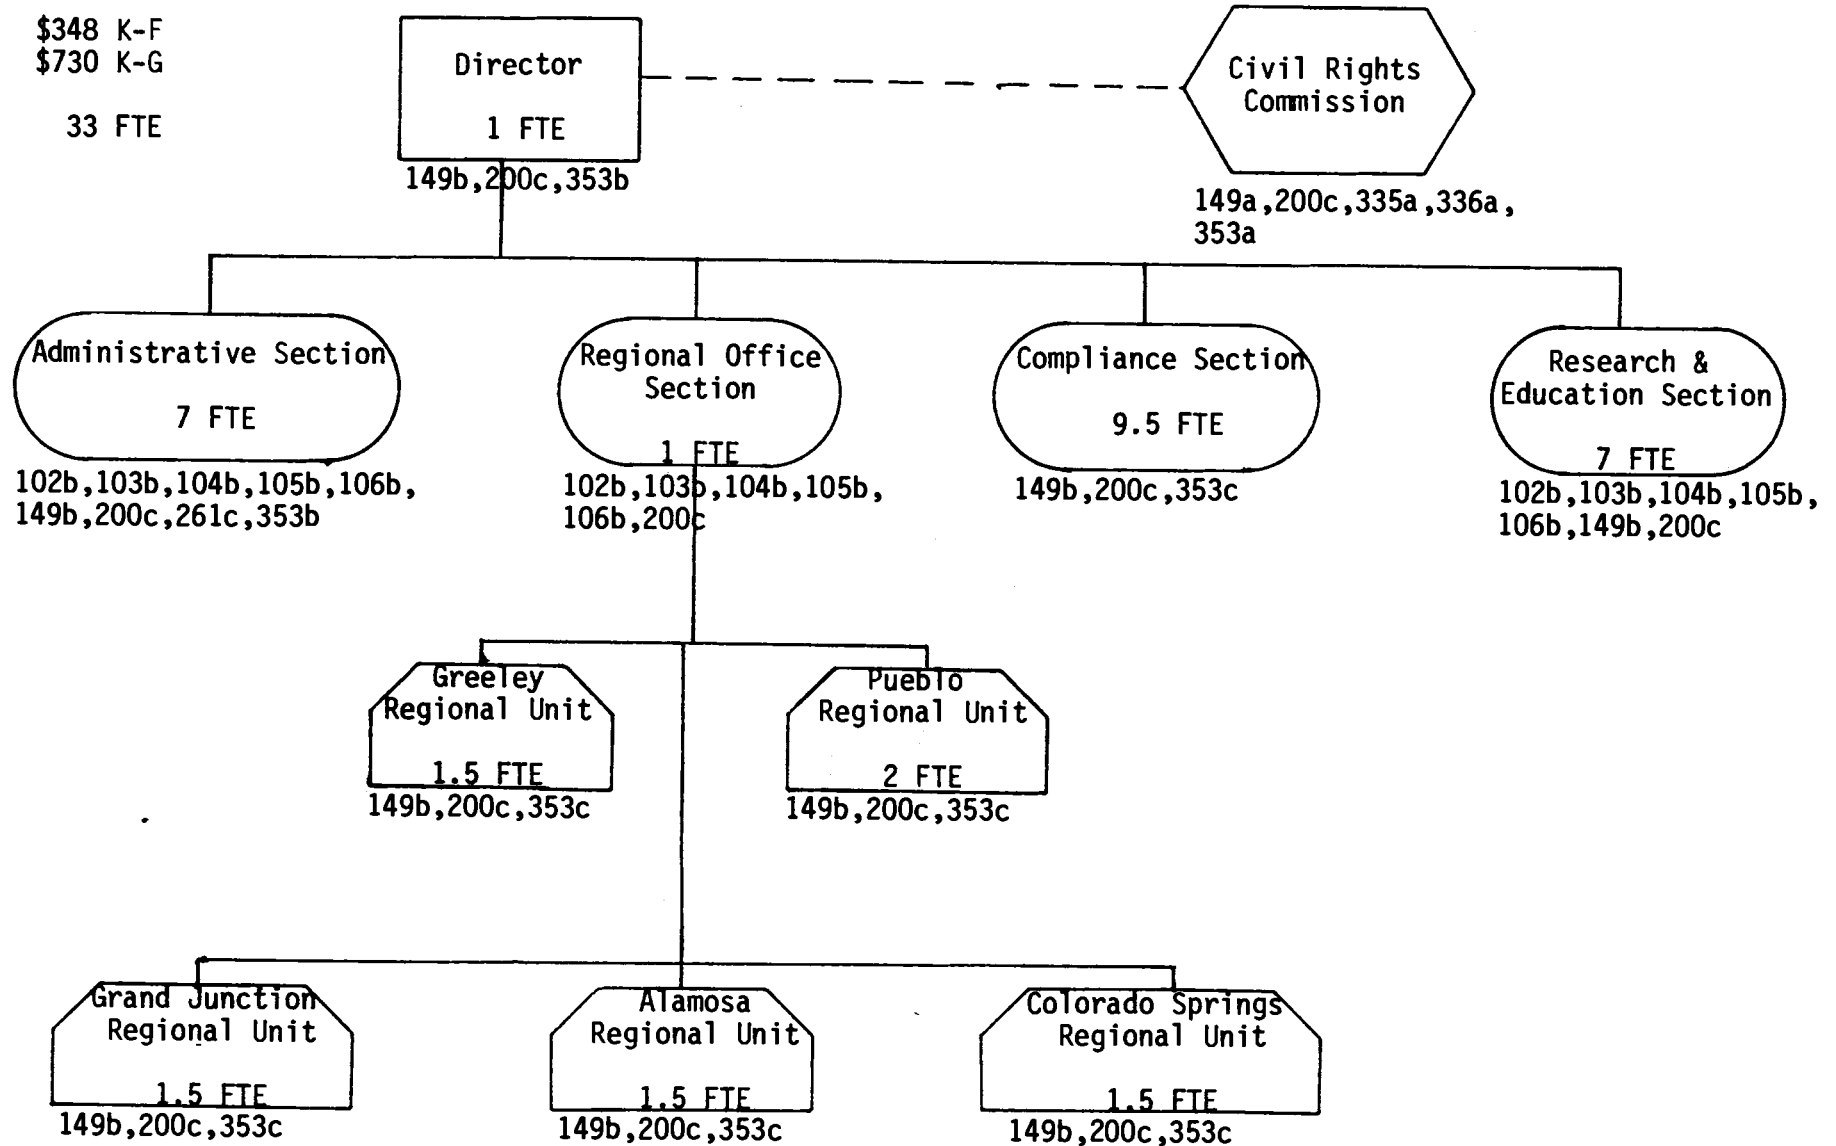 $348 K-F
$730 K-G
33 FTE
Director
1 FTE
149b,200c,353b
Civil Rights
Commission
149a,200c,335a,336a,
353a
Administrative Section
7 FTE
102b,103b,104b,105b,106b,
149b,200c,261c,353b
Regional Office
Section
1 FTE
102b,103b,104b,105b,
106b,200c
Compliance Section
9.5 FTE
149b,200c,353c
Research &
Education Section
7 FTE
102b,103b,104b,105b,
106b,149b,200c
Greeley
Regional Unit
1.5 FTE
149b,200c,353c
Pueblo
Regional Unit
2 FTE
149b,200c,353c
Grand Junction
Regional Unit
1.5 FTE
149b,200c,353c
Alamosa
Regional Unit
1.5 FTE
149b,200c,353c
Colorado Springs
Regional Unit
1.5 FTE
149b,200c,353c